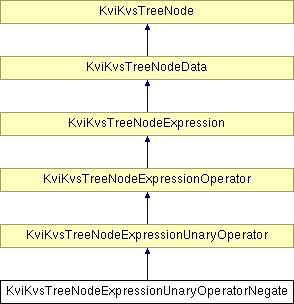 KviKvsTreeNode
KviKvsTreeNodeData
KviKvsTreeNodeExpression
KviKvsTreeNodeExpressionOperator
KviKvsTreeNodeExpressionUnaryOperator
KviKvsTreeNodeExpressionUnaryOperatorNegate